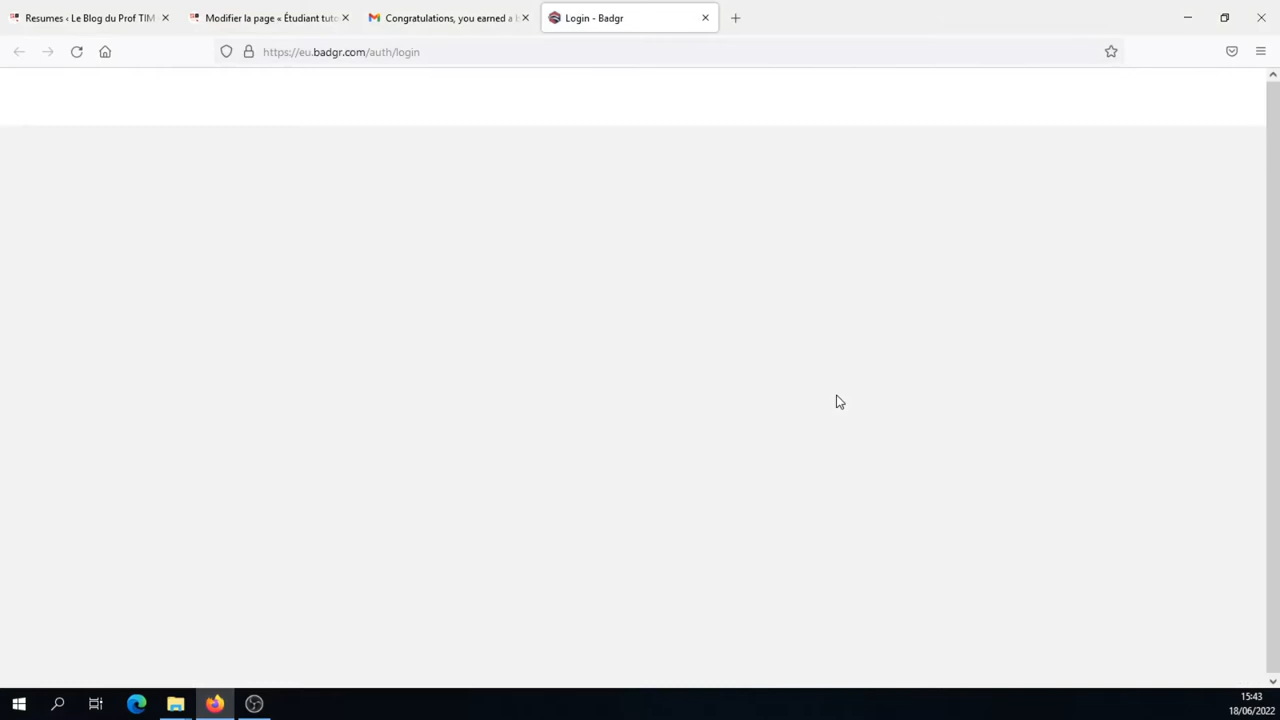 Resumes ‹ Le Blog du Prof TIM
Modifier la page « Étudiant tuto
Congratulations, you earned a
Login - Badgr
https://eu.badgr.com/auth/login
15:43
18/06/2022